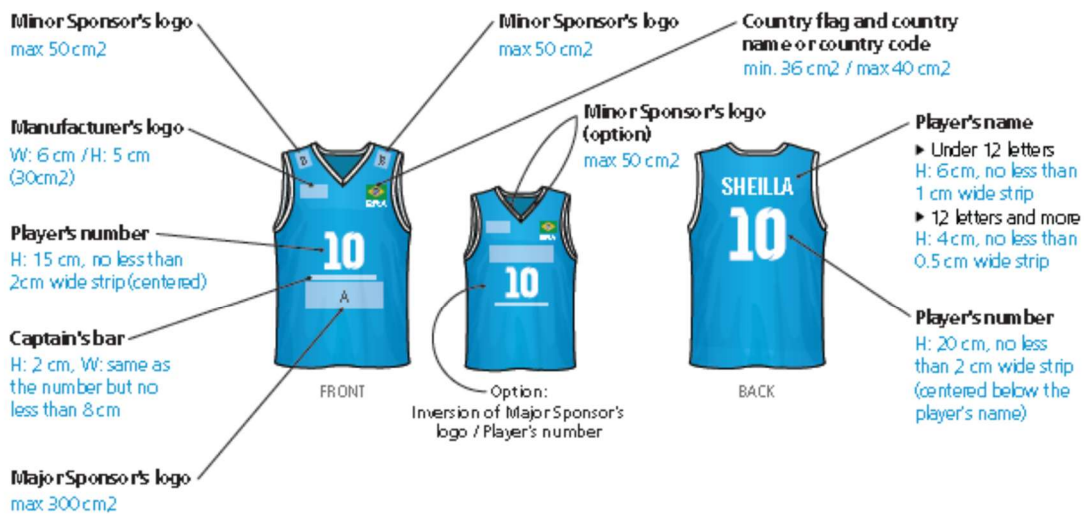 Minor Sponsor's logo
max 50 cm2
Minor Sponsor's logo
max 50 cm2
Country flag and country
name or country code
min. 36 cm2 / max 40 cm2
Manufacturer's logo
W: 6 cm / H: 5 cm
(30cm2)
Minor Sponsor's logo
(option)
max 50 cm2
Player's name
▸ Under 12 letters
H: 6 cm, no less than
1 cm wide strip
▸ 12 letters and more
H: 4 cm, no less than
0.5 cm wide strip
B
B
BRA
BRA
SHEILLA
10
Player's number
H: 15 cm, no less than
2cm wide strip (centered)
10
10
A
Captain's bar
H: 2 cm, W: same as
the number but no
less than 8 cm
Player's number
H: 20 cm, no less
than 2 cm wide strip
(centered below the
player's name)
FRONT
Option:
Inversion of Major Sponsor's
logo / Player's number
BACK
Major Sponsor's logo
max 300 cm2